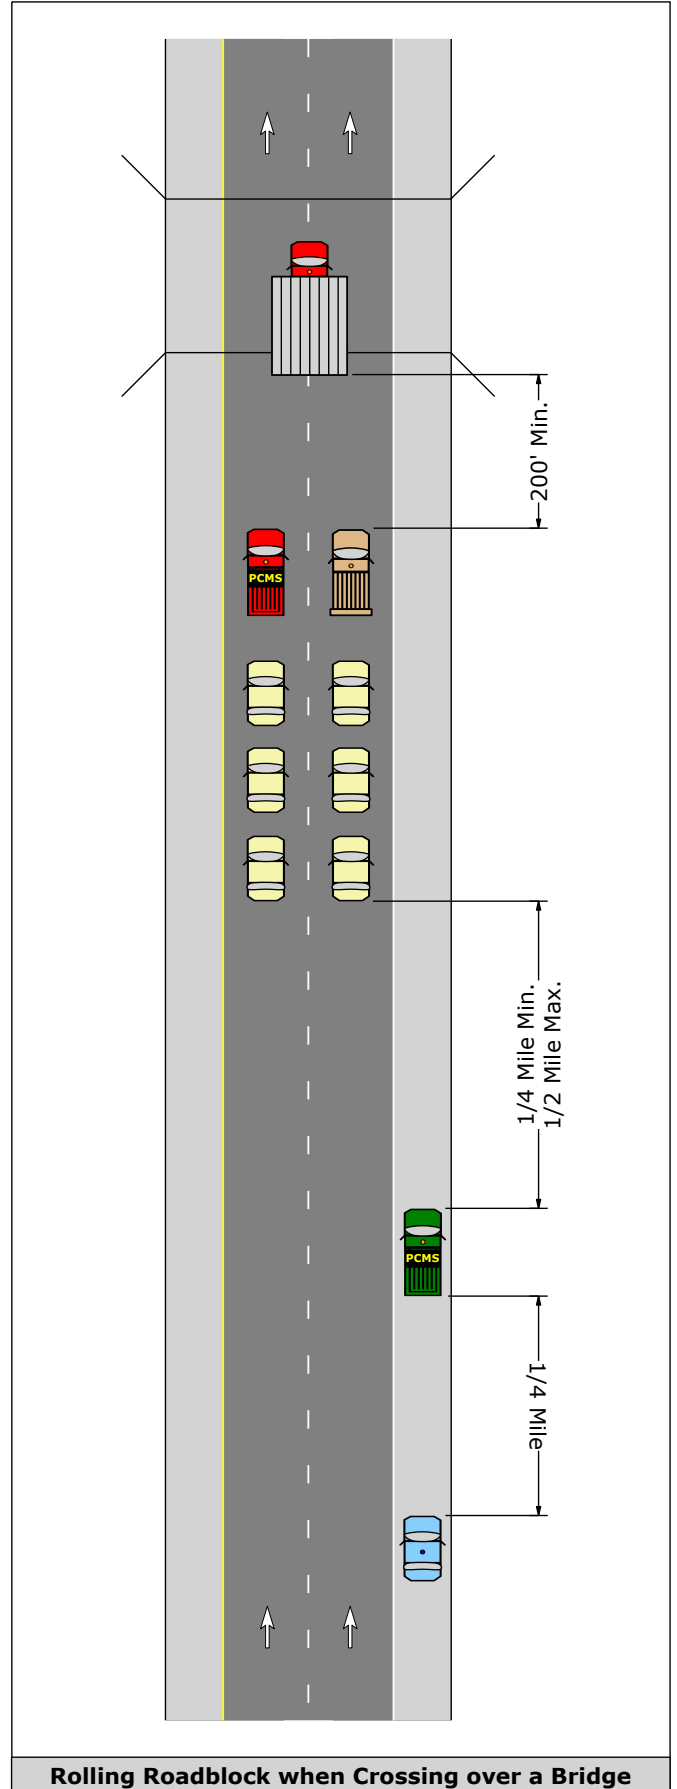 200' Min.
PCMS
1/4 Mile Min.
1/2 Mile Max.
PCMS
1/4 Mile
Rolling Roadblock when Crossing over a Bridge